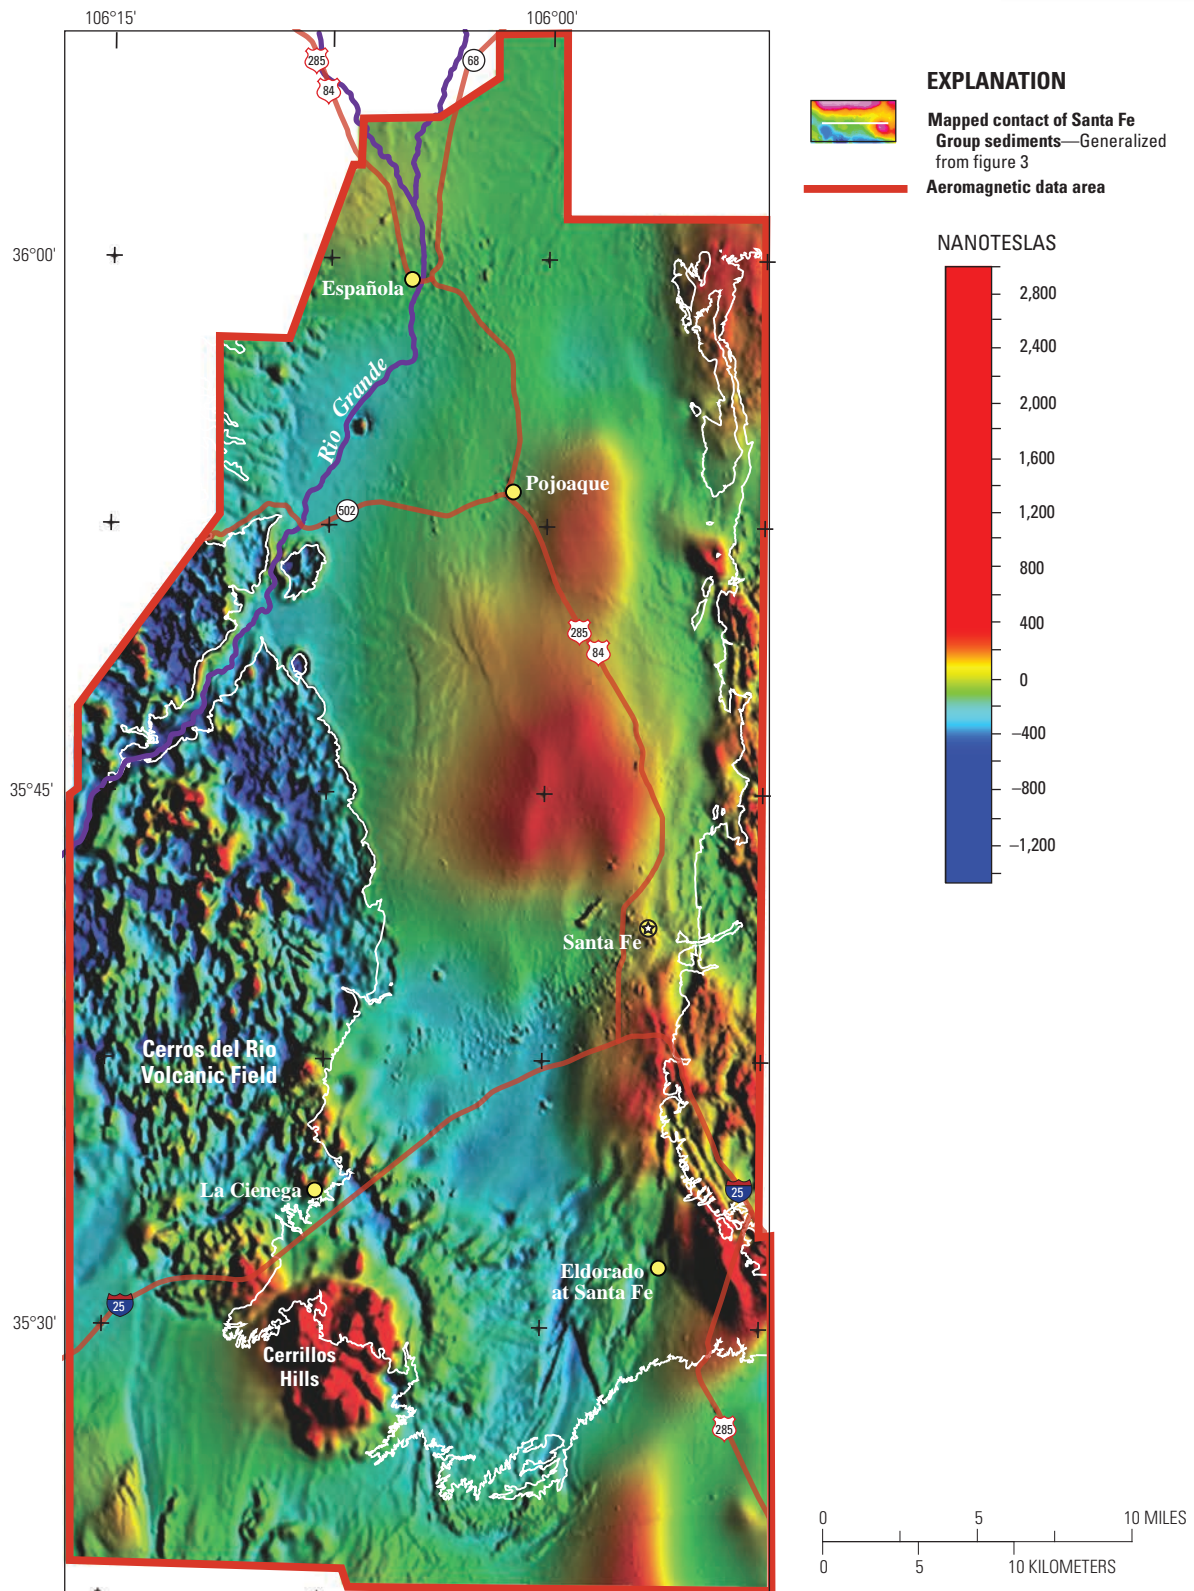 106°15'
106°00'
285
84
68
36°00'
Española
Rio Grande
Pojoaque
502
285
84
35°45'
Santa Fe
Cerros del Rio
Volcanic Field
La Cienega
25
Eldorado
at Santa Fe
25
35°30'
Cerrillos
Hills
285
EXPLANATION
Mapped contact of Santa Fe
Group sediments—Generalized
from figure 3
Aeromagnetic data area
NANOTESLAS
2,800
2,400
2,000
1,600
1,200
800
400
0
–400
–800
–1,200
0 5 10 MILES
0 5 10 KILOMETERS